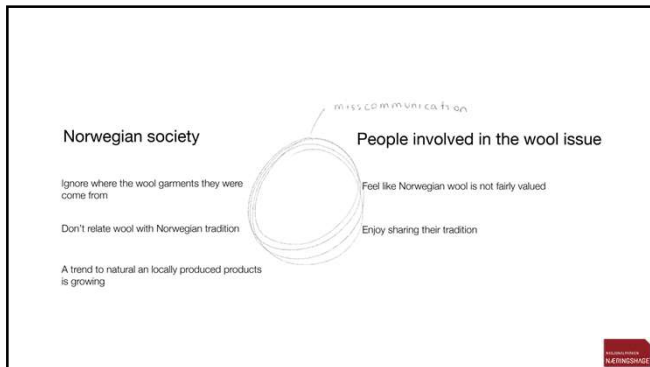 misscommunication
Norwegian society
People involved in the wool issue
Ignore where the wool garments they were
come from
Feel like Norwegian wool is not fairly valued
Don't relate wool with Norwegian tradition
Enjoy sharing their tradition
A trend to natural an locally produced products
is growing
NÆRINGSHAGE